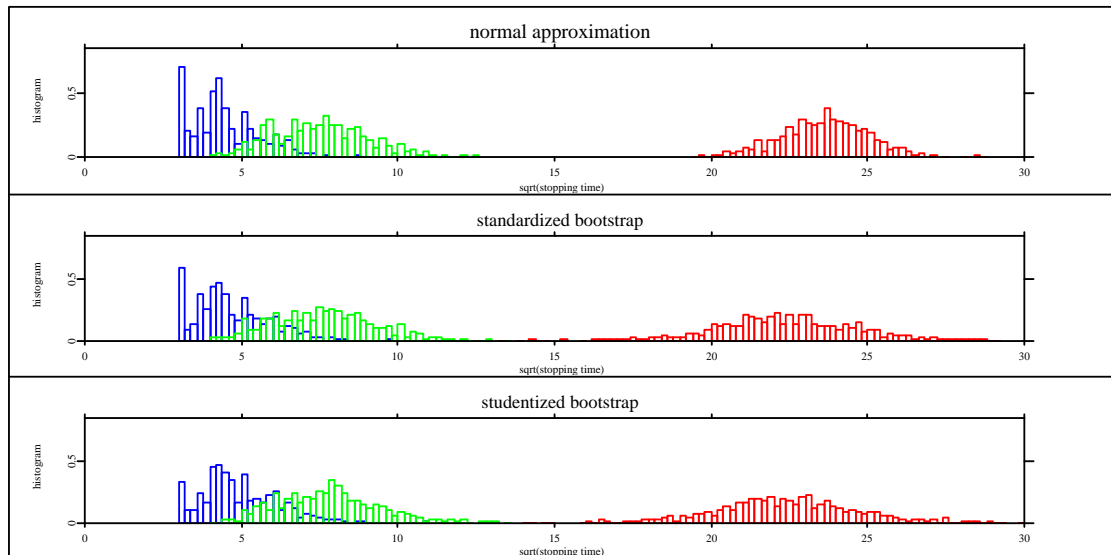 normal approximation
histogram
0.5
0
0 5 10 15 20 25 30
sqrt(stopping time)
standardized bootstrap
histogram
0.5
0
0 5 10 15 20 25 30
sqrt(stopping time)
studentized bootstrap
histogram
0.5
0
0 5 10 15 20 25 30
sqrt(stopping time)